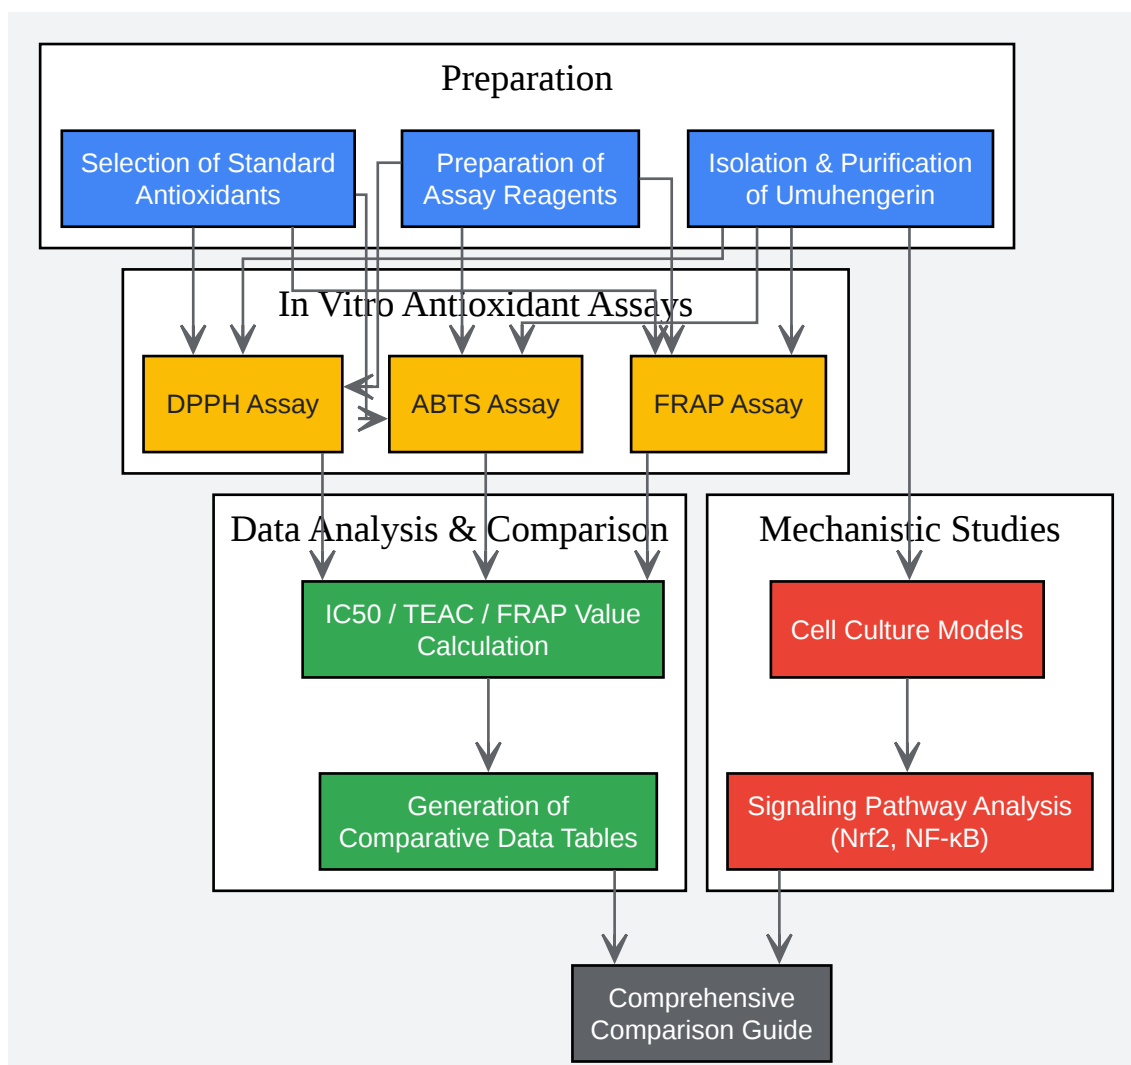 Preparation
Selection of Standard
Antioxidants
Preparation of
Assay Reagents
Isolation & Purification
of Umuhengerin
In Vitro Antioxidant Assays
DPPH Assay
ABTS Assay
FRAP Assay
Data Analysis & Comparison
IC50 / TEAC / FRAP Value
Calculation
Generation of
Comparative Data Tables
Mechanistic Studies
Cell Culture Models
Signaling Pathway Analysis
(Nrf2, NF-κB)
Comprehensive
Comparison Guide